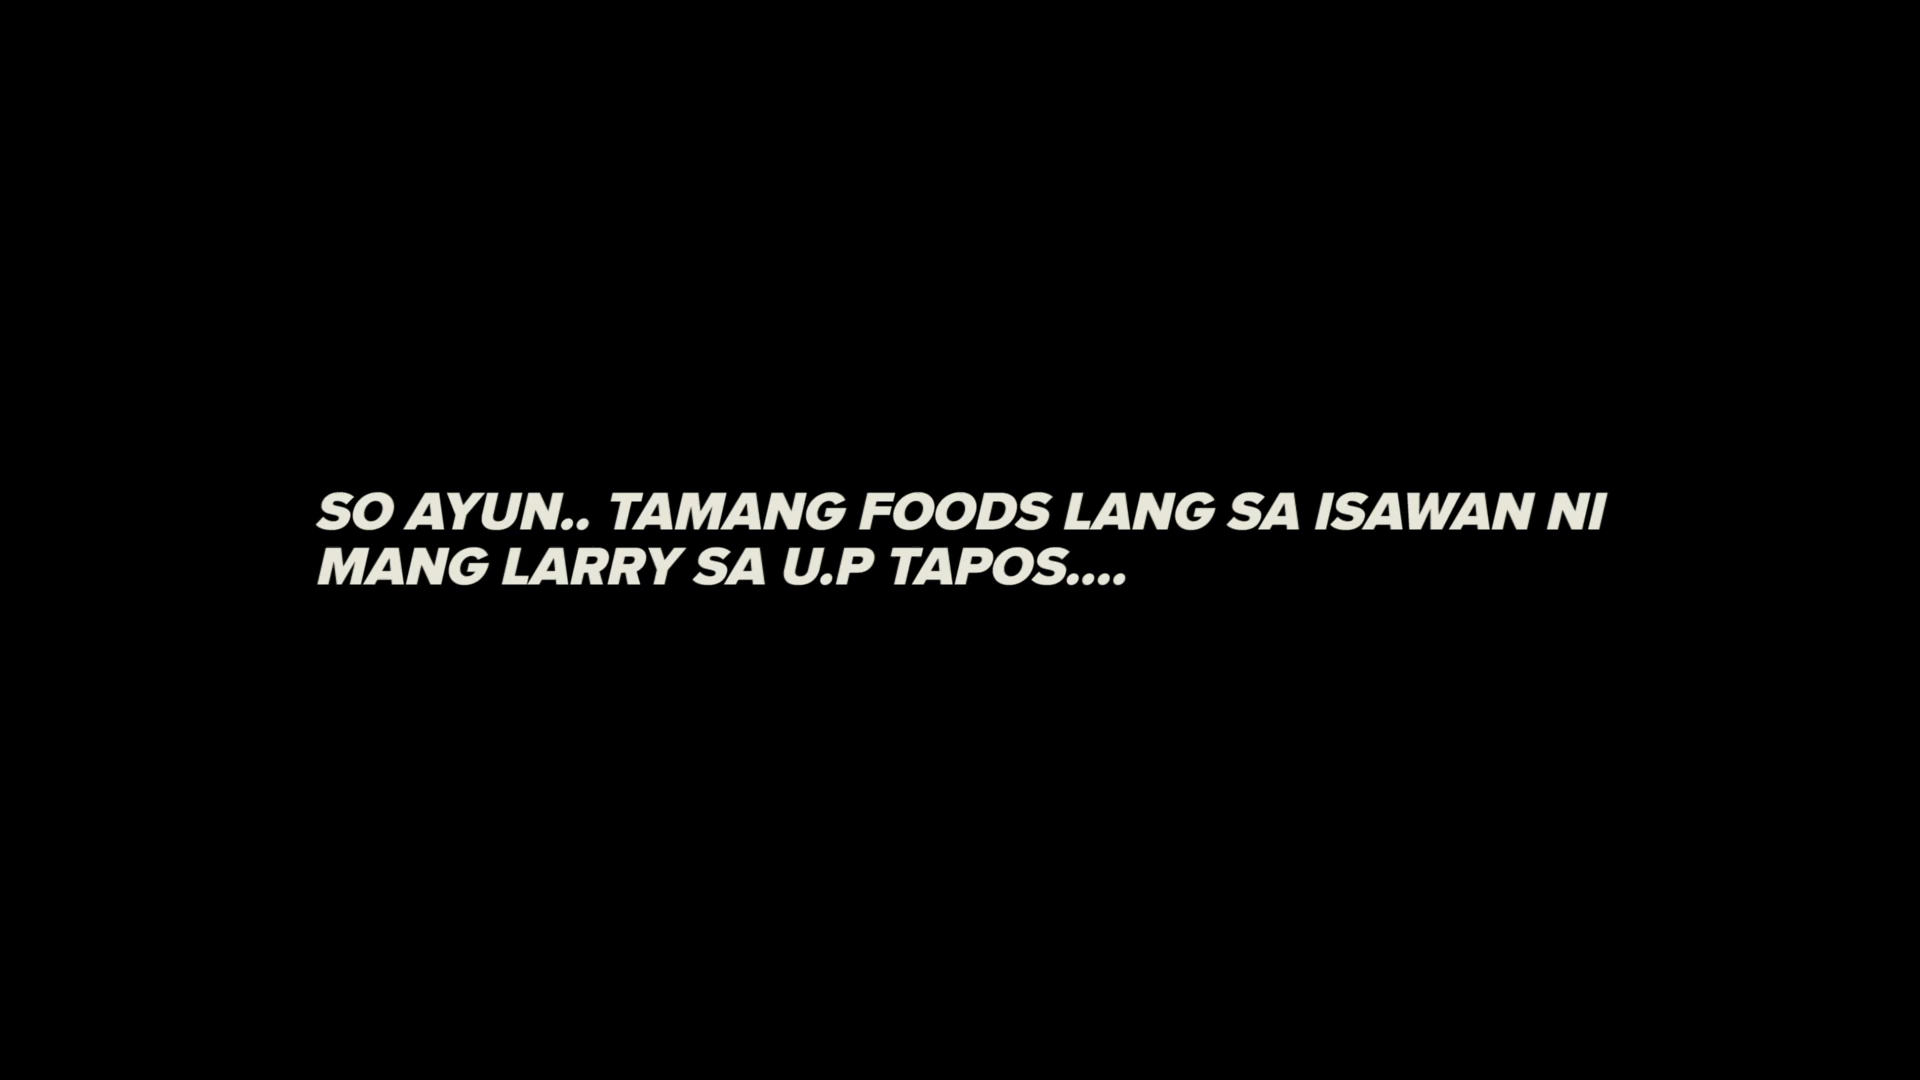 SO AYUN.. TAMANG FOODS LANG SA ISAWAN NI
MANG LARRY SA U.P TAPOS....